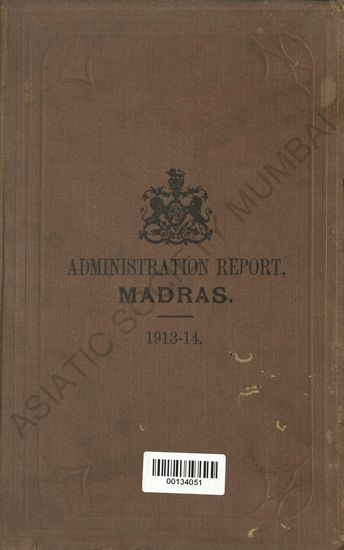 ADMINISTRATION REPORT.
MADRAS.
1913-14.
ASIATIC SOCIETY MUMBAI
00134051